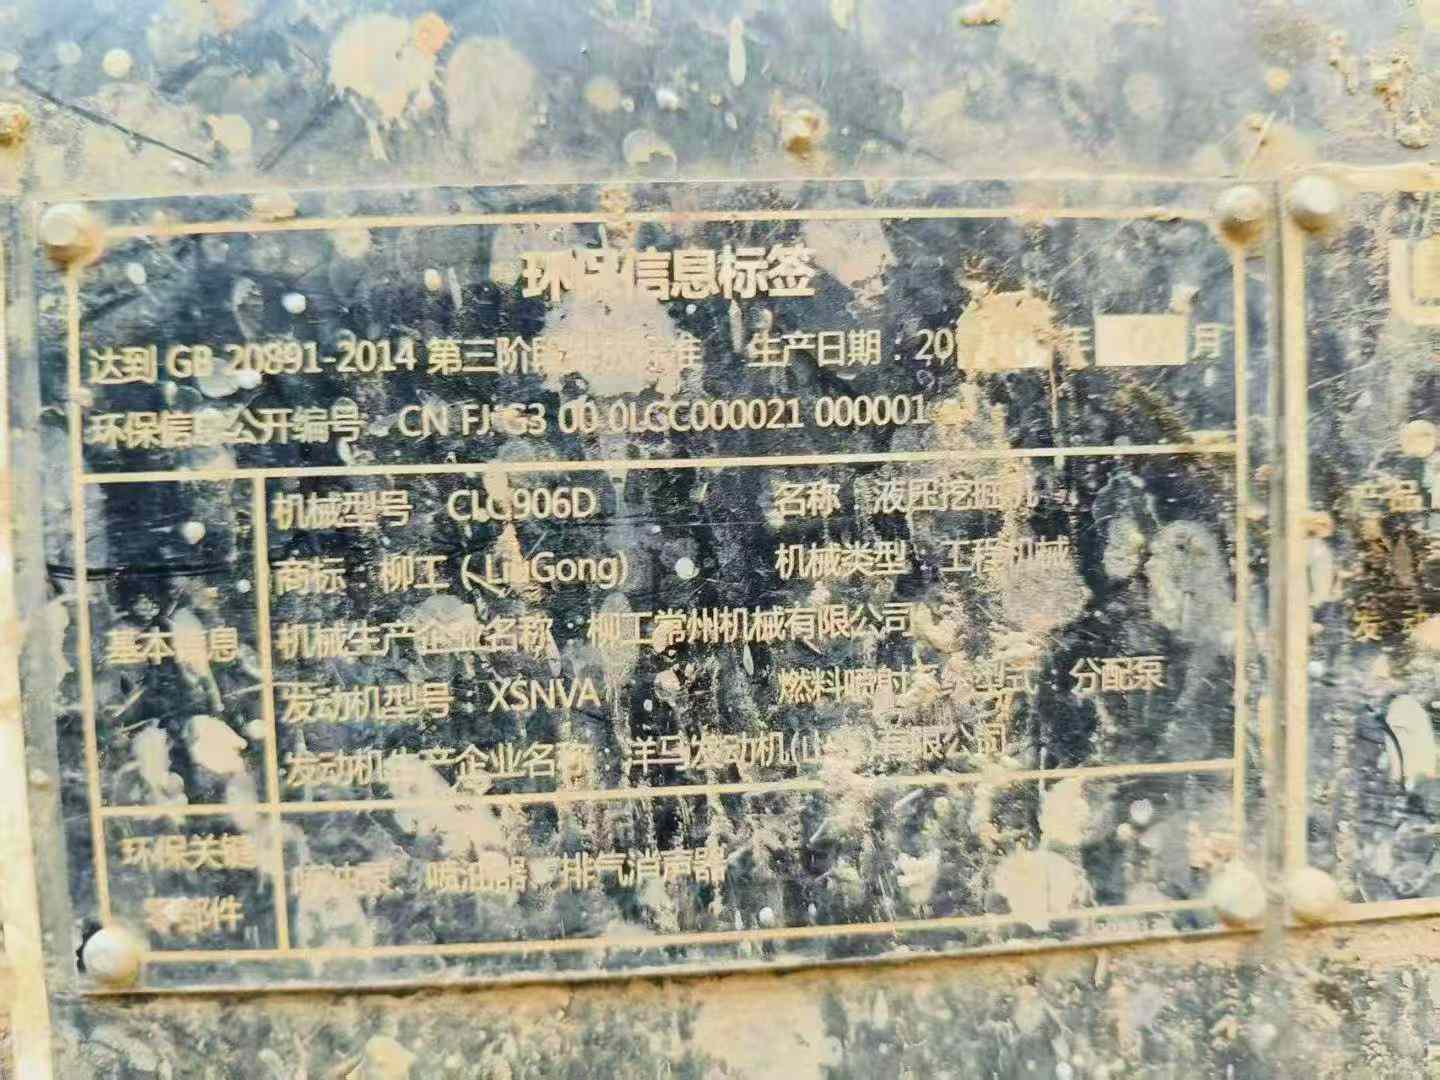 环保信息标签
达到 GB 20891-2014 第三阶段排放标准 生产日期:20 年 月
环保信息公开编号: CN FJ G3 00 0LGC000021 000001
机械型号: CLG906D 名称:液压挖掘机
商标:柳工 ( LiuGong) 机械类型:工程机械
基本信息
机械生产企业名称:柳工常州机械有限公司
发动机型号: XSNVA 燃料喷射系统型式:分配泵
发动机生产企业名称:洋马发动机( 有限公司
环保关键
零部件
喷油泵、喷油器、排气消声器
产品